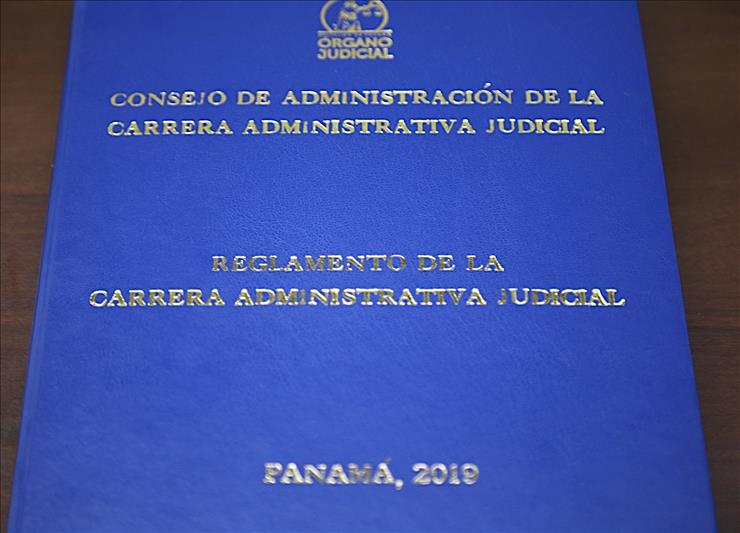 ÓRGANO
JUDICIAL
CONSEJO DE ADMINISTRACIÓN DE LA
CARRERA ADMINISTRATIVA JUDICIAL
REGLAMENTO DE LA
CARRERA ADMINISTRATIVA JUDICIAL
PANAMÁ, 2019